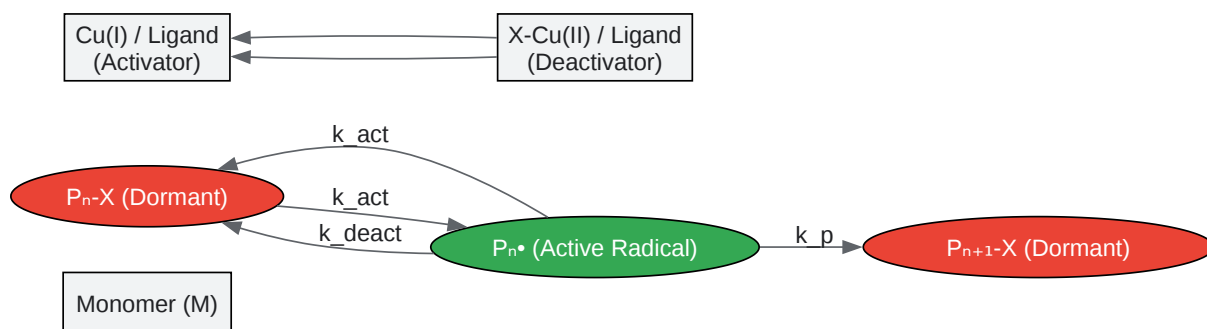 Cu(I) / Ligand
(Activator)
X-Cu(II) / Ligand
(Deactivator)
k_act
Pₙ-X (Dormant)
k_act
k_deact
Pₙ• (Active Radical)
k_p
Pₙ₊₁-X (Dormant)
Monomer (M)